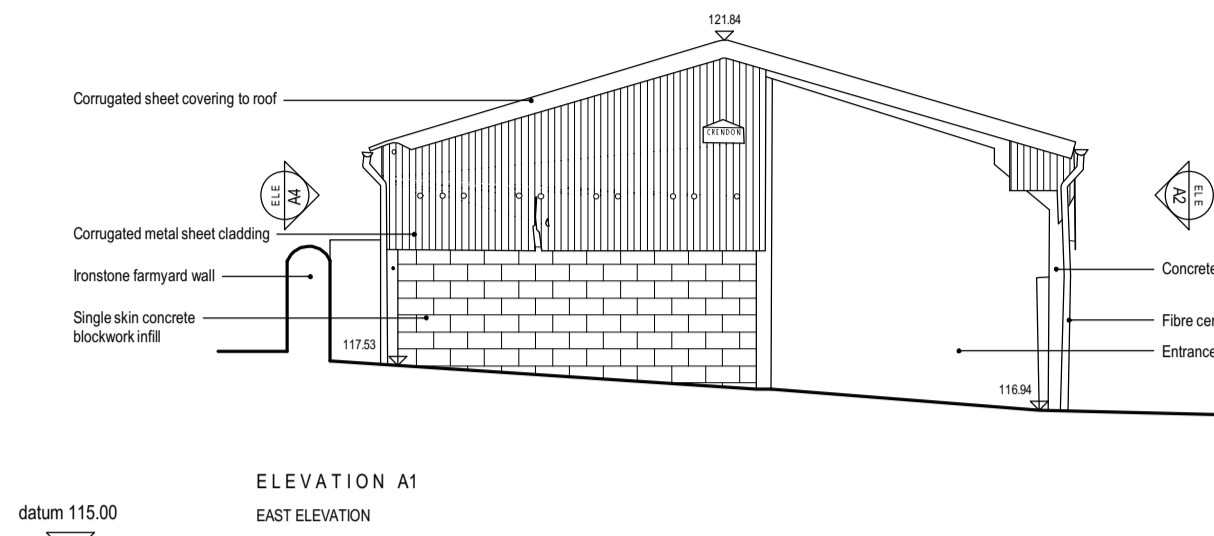 121.84
Corrugated sheet covering to roof
CRENDON
ELE
A4
ELE
A2
Corrugated metal sheet cladding
Ironstone farmyard wall
Concrete
Single skin concrete
blockwork infill
Fibre cer
117.53
Entrance
116.94
ELEVATION A1
datum 115.00
EAST ELEVATION